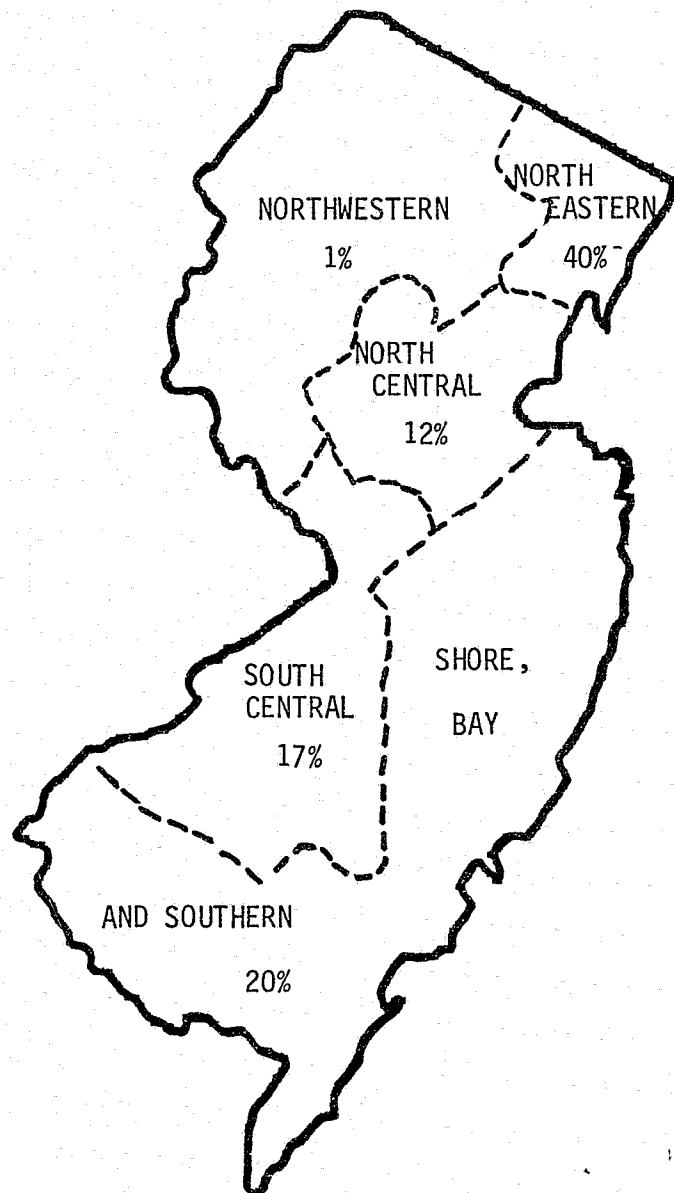 NORTHWESTERN
1%
NORTH
EASTERN
40%
NORTH
CENTRAL
12%
SOUTH
CENTRAL
17%
SHORE,
BAY
AND SOUTHERN
20%